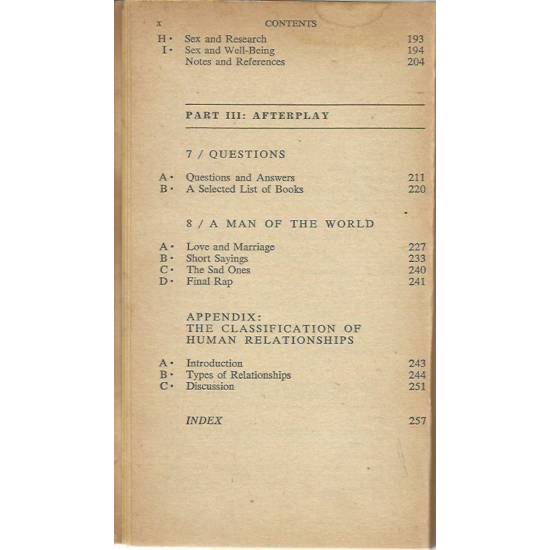 x CONTENTS
H • Sex and Research 193
I • Sex and Well-Being 194
Notes and References 204
PART III: AFTERPLAY
7 / QUESTIONS
A • Questions and Answers 211
B • A Selected List of Books 220
8 / A MAN OF THE WORLD
A • Love and Marriage 227
B • Short Sayings 233
C • The Sad Ones 240
D • Final Rap 241
APPENDIX:
THE CLASSIFICATION OF
HUMAN RELATIONSHIPS
A • Introduction 243
B • Types of Relationships 244
C • Discussion 251
INDEX 257